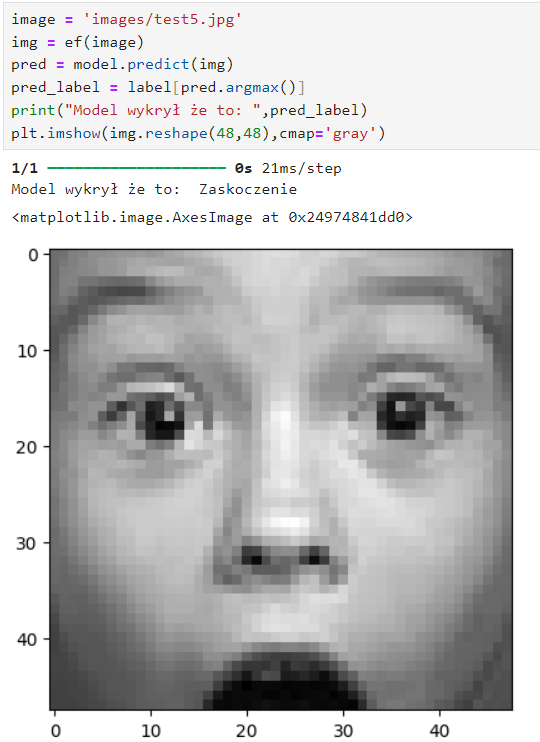 image = 'images/test5.jpg'
img = ef(image)
pred = model.predict(img)
pred_label = label[pred.argmax()]
print("Model wykrył że to: ",pred_label)
plt.imshow(img.reshape(48,48),cmap='gray')
1/1 ━━━━━━━━━━━━━━━━━━━━ 0s 21ms/step
Model wykrył że to:  Zaskoczenie
<matplotlib.image.AxesImage at 0x24974841dd0>
0
10
20
30
40
0 10 20 30 40